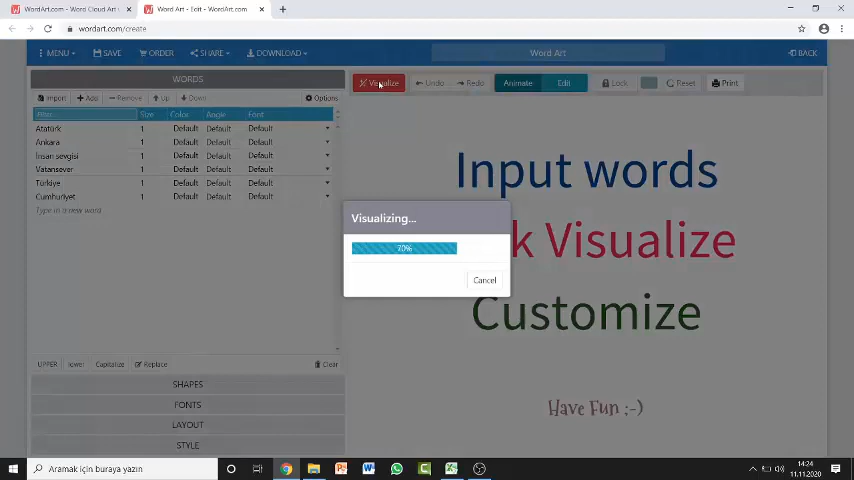 WordArt.com - Word Cloud Art
Word Art - Edit - WordArt.com
wordart.com/create
MENU
SAVE
ORDER
SHARE
DOWNLOAD
Word Art
BACK
WORDS
Import
Add
Remove
Up
Down
Options
Filter...
Size
Color
Angle
Font
Atatürk 1 Default Default Default
Ankara 1 Default Default Default
İnsan sevgisi 1 Default Default Default
Vatansever 1 Default Default Default
Türkiye 1 Default Default Default
Cumhuriyet 1 Default Default Default
Type in a new word
UPPER
lower
Capitalize
Replace
Clear
SHAPES
FONTS
LAYOUT
STYLE
Visualize
Undo
Redo
Animate
Edit
Lock
Reset
Print
Input words
k Visualize
Customize
Have Fun ;-)
Visualizing...
70%
Cancel
Aramak için buraya yazın
14:24
11.11.2020